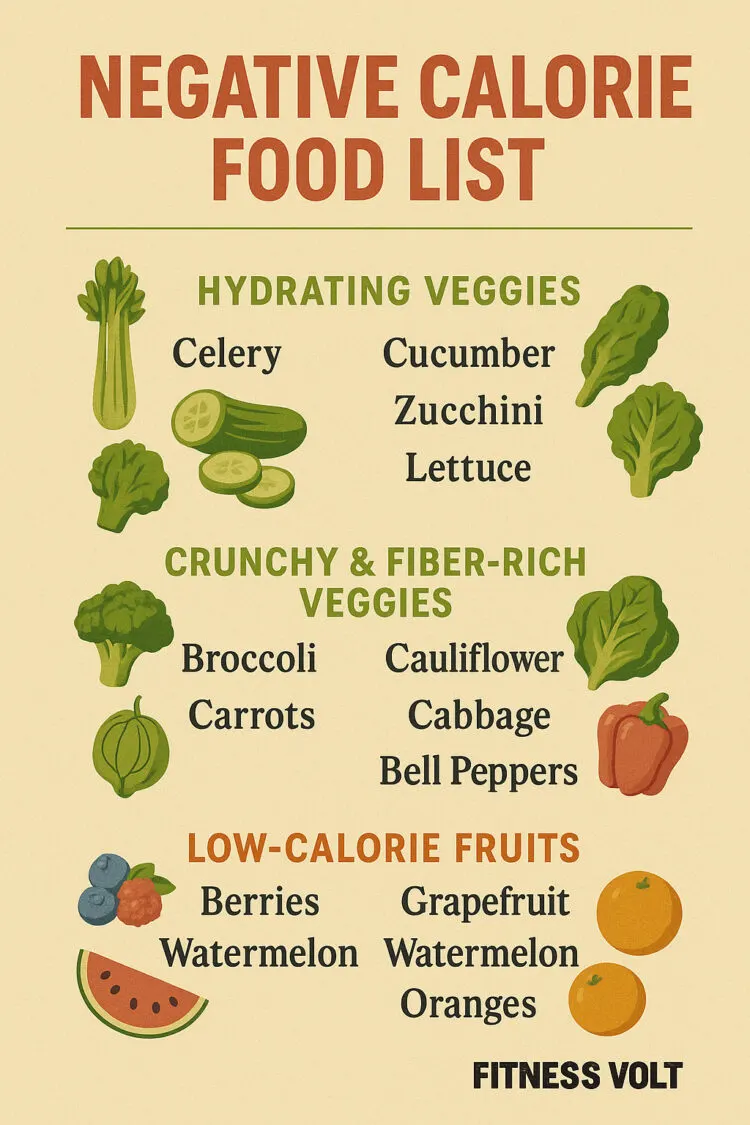 NEGATIVE CALORIE
FOOD LIST
HYDRATING VEGGIES
Celery
Cucumber
Zucchini
Lettuce
CRUNCHY & FIBER-RICH
VEGGIES
Broccoli
Cauliflower
Carrots
Cabbage
Bell Peppers
LOW-CALORIE FRUITS
Berries
Grapefruit
Watermelon
Watermelon
Oranges
FITNESS VOLT